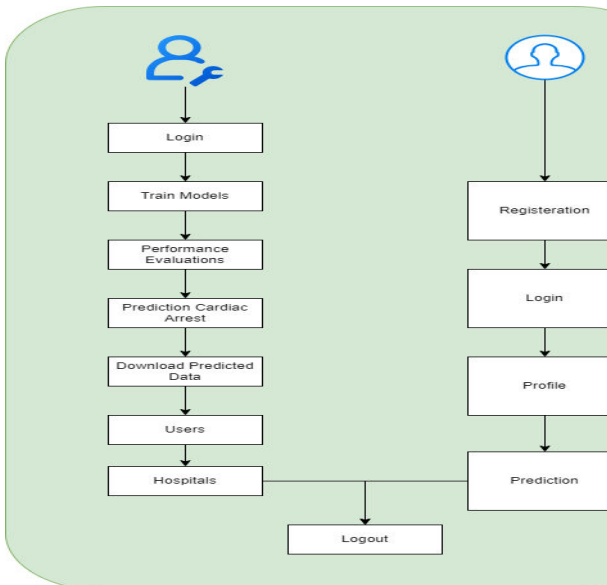 Login
Train Models
Performance
Evaluations
Prediction Cardiac
Arrest
Download Predicted
Data
Users
Hospitals
Registeration
Login
Profile
Prediction
Logout